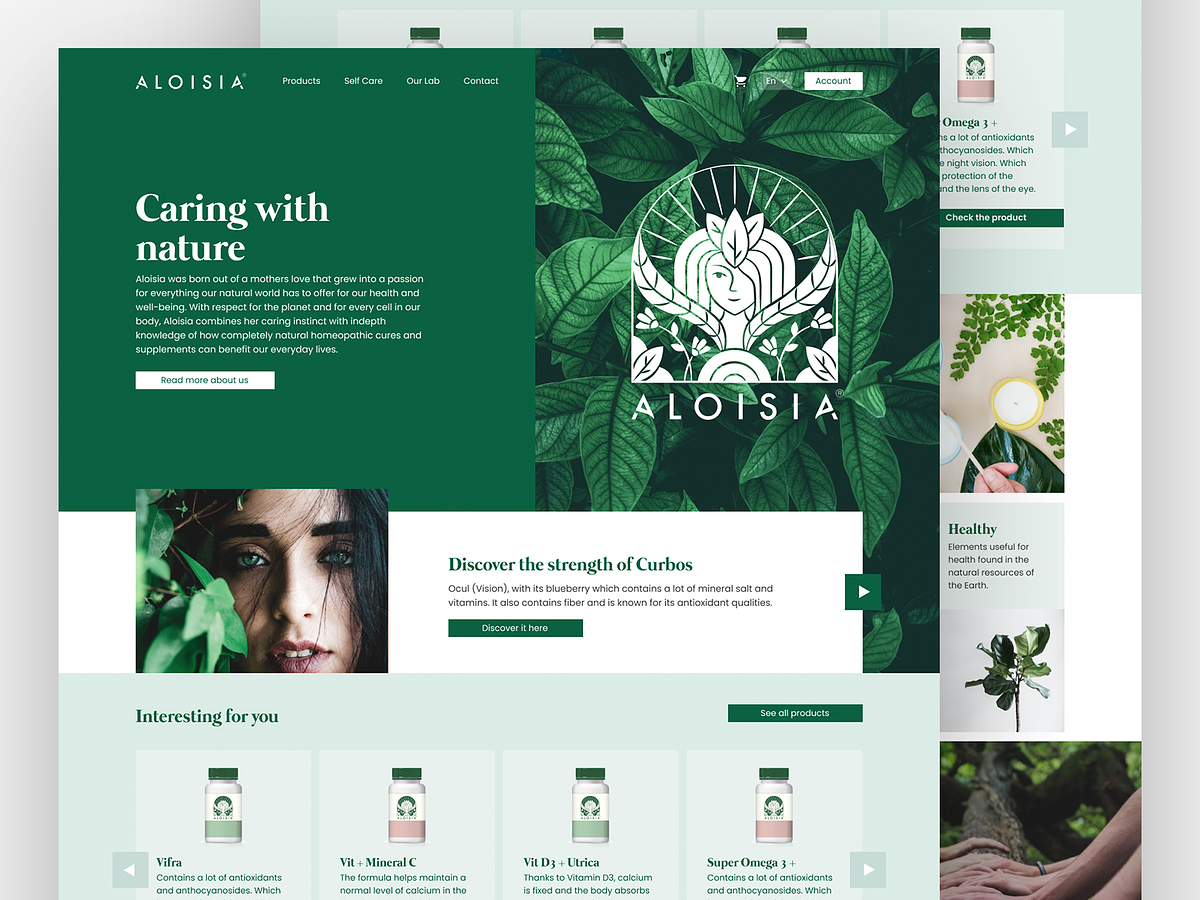 ALOISIA®
Products
Self Care
Our Lab
Contact
En
Account
Caring with
nature
Aloisia was born out of a mothers love that grew into a passion
for everything our natural world has to offer for our health and
well-being. With respect for the planet and for every cell in our
body, Aloisia combines her caring instinct with indepth
knowledge of how completely natural homeopathic cures and
supplements can benefit our everyday lives.
Read more about us
ALOISIA®
Discover the strength of Curbos
Ocul (Vision), with its blueberry which contains a lot of mineral salt and
vitamins. It also contains fiber and is known for its antioxidant qualities.
Discover it here
Interesting for you
See all products
ALOISIA
Vifra
Contains a lot of antioxidants
and anthocyanosides. Which
ALOISIA
Vit + Mineral C
The formula helps maintain a
normal level of calcium in the
ALOISIA
Vit D3 + Utrica
Thanks to Vitamin D3, calcium
is fixed and the body absorbs
ALOISIA
Super Omega 3 +
Contains a lot of antioxidants
and anthocyanosides. Which
ALOISIA
Omega 3 +
a lot of antioxidants
night vision. Which
protection of the
and the lens of the eye.
Check the product
Healthy
Elements useful for
health found in the
natural resources of
the Earth.